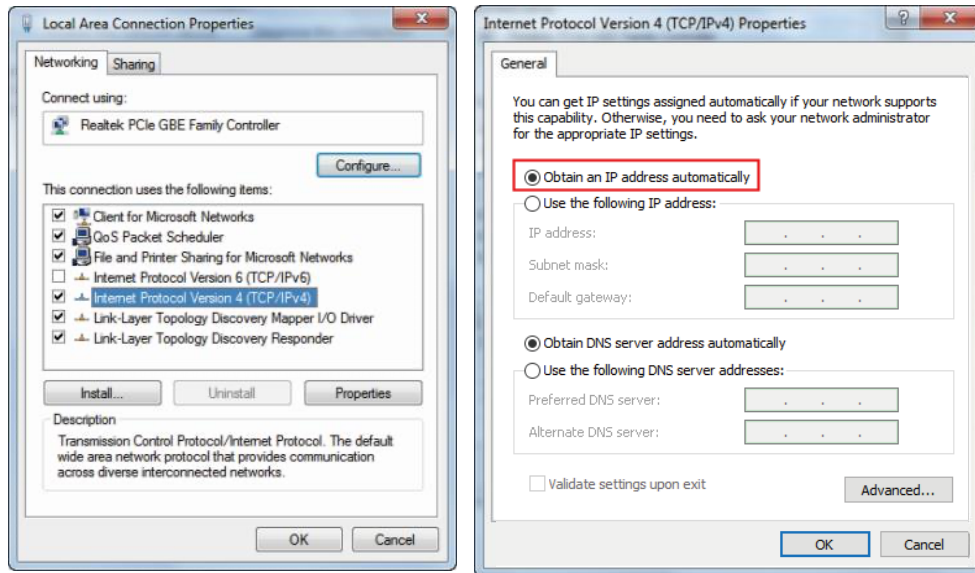 Local Area Connection Properties
Networking
Sharing
Connect using:
Realtek PCIe GBE Family Controller
Configure...
This connection uses the following items:
Client for Microsoft Networks
QoS Packet Scheduler
File and Printer Sharing for Microsoft Networks
Internet Protocol Version 6 (TCP/IPv6)
Internet Protocol Version 4 (TCP/IPv4)
Link-Layer Topology Discovery Mapper I/O Driver
Link-Layer Topology Discovery Responder
Install...
Uninstall
Properties
Description
Transmission Control Protocol/Internet Protocol. The default
wide area network protocol that provides communication
across diverse interconnected networks.
OK
Cancel
Internet Protocol Version 4 (TCP/IPv4) Properties
General
You can get IP settings assigned automatically if your network supports
this capability. Otherwise, you need to ask your network administrator
for the appropriate IP settings.
Obtain an IP address automatically
Use the following IP address:
IP address:
Subnet mask:
Default gateway:
Obtain DNS server address automatically
Use the following DNS server addresses:
Preferred DNS server:
Alternate DNS server:
Validate settings upon exit
Advanced...
OK
Cancel